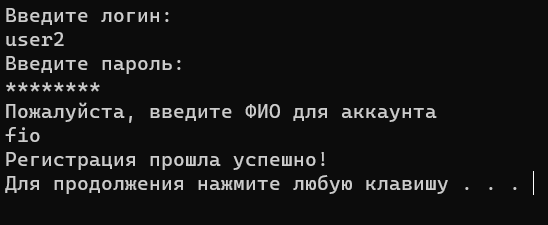 Введите логин:
user2
Введите пароль:
********
Пожалуйста, введите ФИО для аккаунта
fio
Регистрация прошла успешно!
Для продолжения нажмите любую клавишу . . .